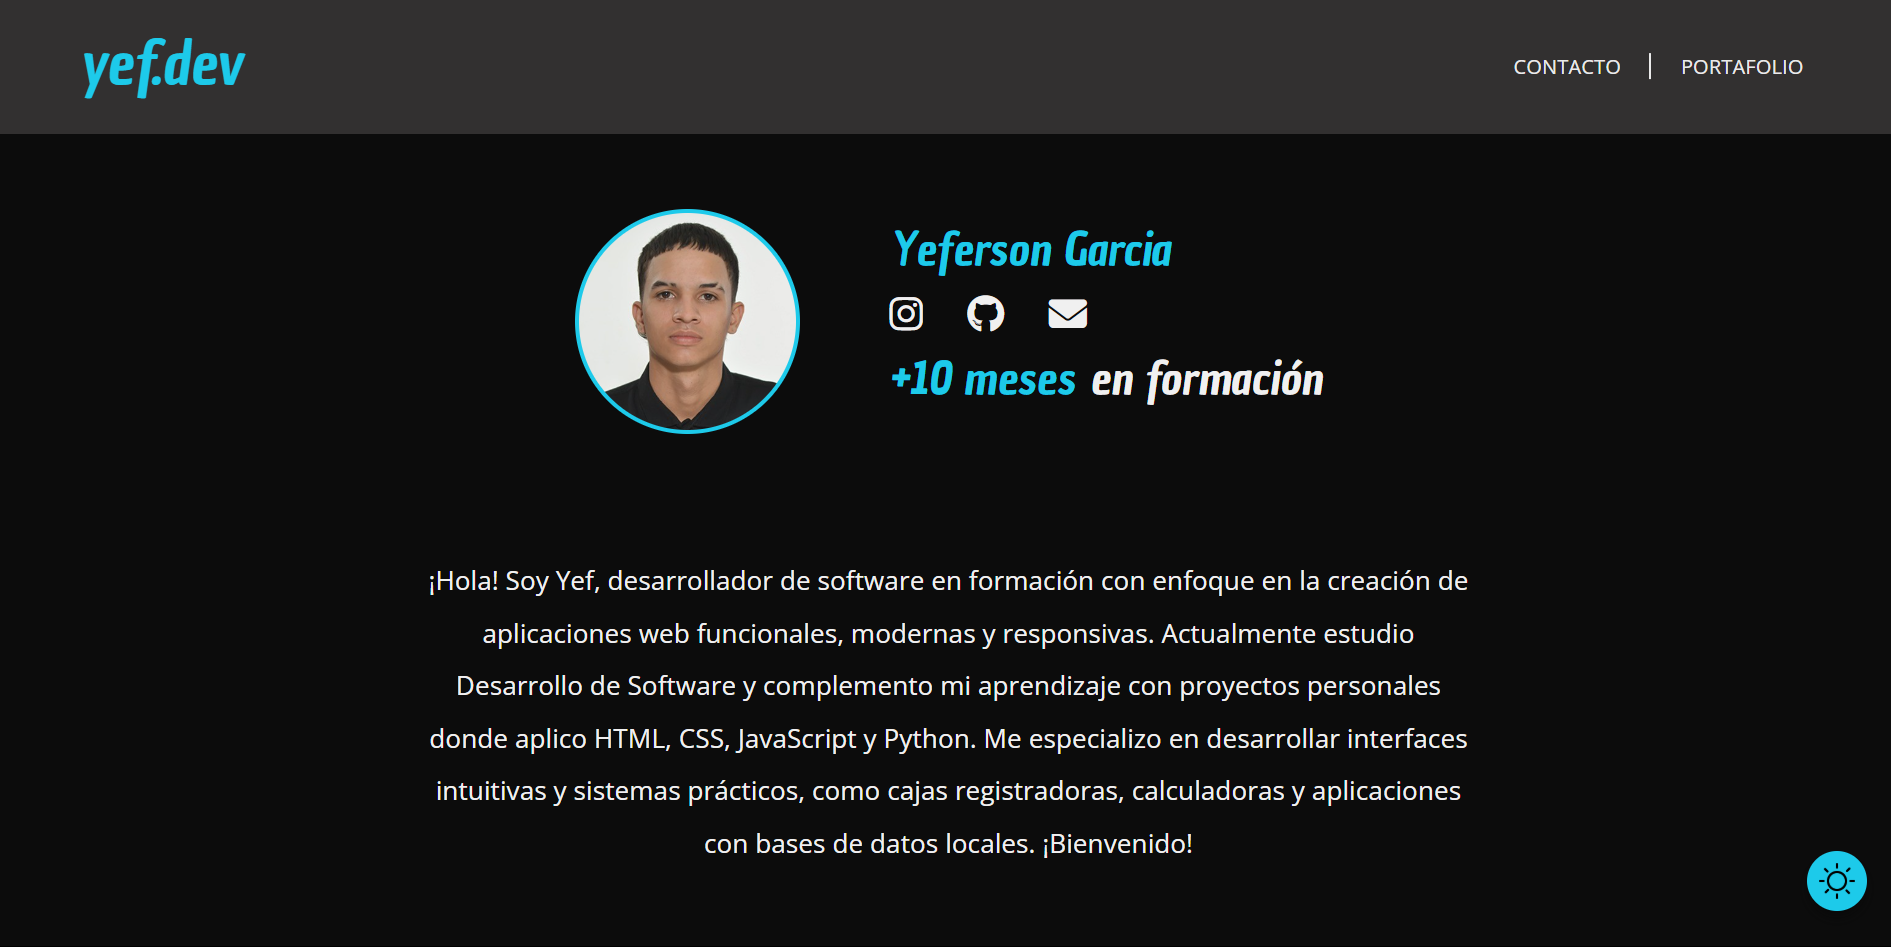 yef.dev
CONTACTO
PORTAFOLIO
Yeferson Garcia
+10 meses en formación
¡Hola! Soy Yef, desarrollador de software en formación con enfoque en la creación de
aplicaciones web funcionales, modernas y responsivas. Actualmente estudio
Desarrollo de Software y complemento mi aprendizaje con proyectos personales
donde aplico HTML, CSS, JavaScript y Python. Me especializo en desarrollar interfaces
intuitivas y sistemas prácticos, como cajas registradoras, calculadoras y aplicaciones
con bases de datos locales. ¡Bienvenido!